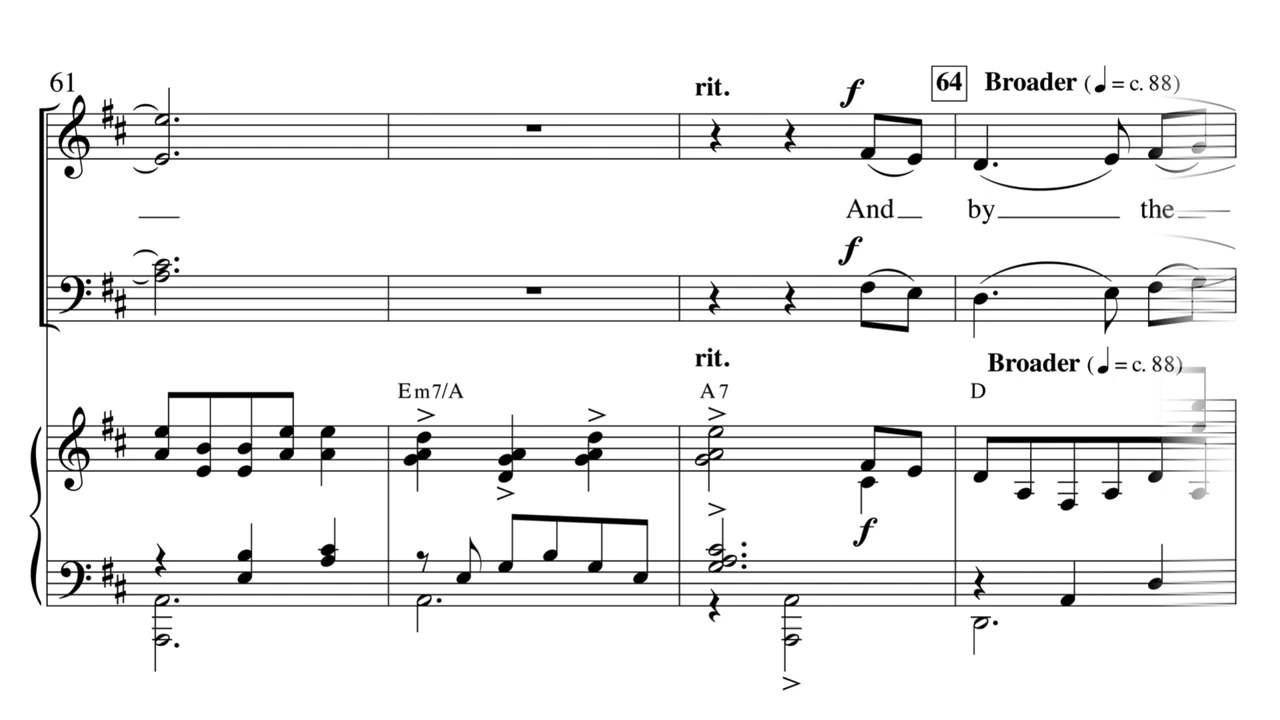 61 rit. f 64 Broader (♩ = c. 88)
And by the
f
rit. Broader (♩ = c. 88)
Em7/A A7 D
f